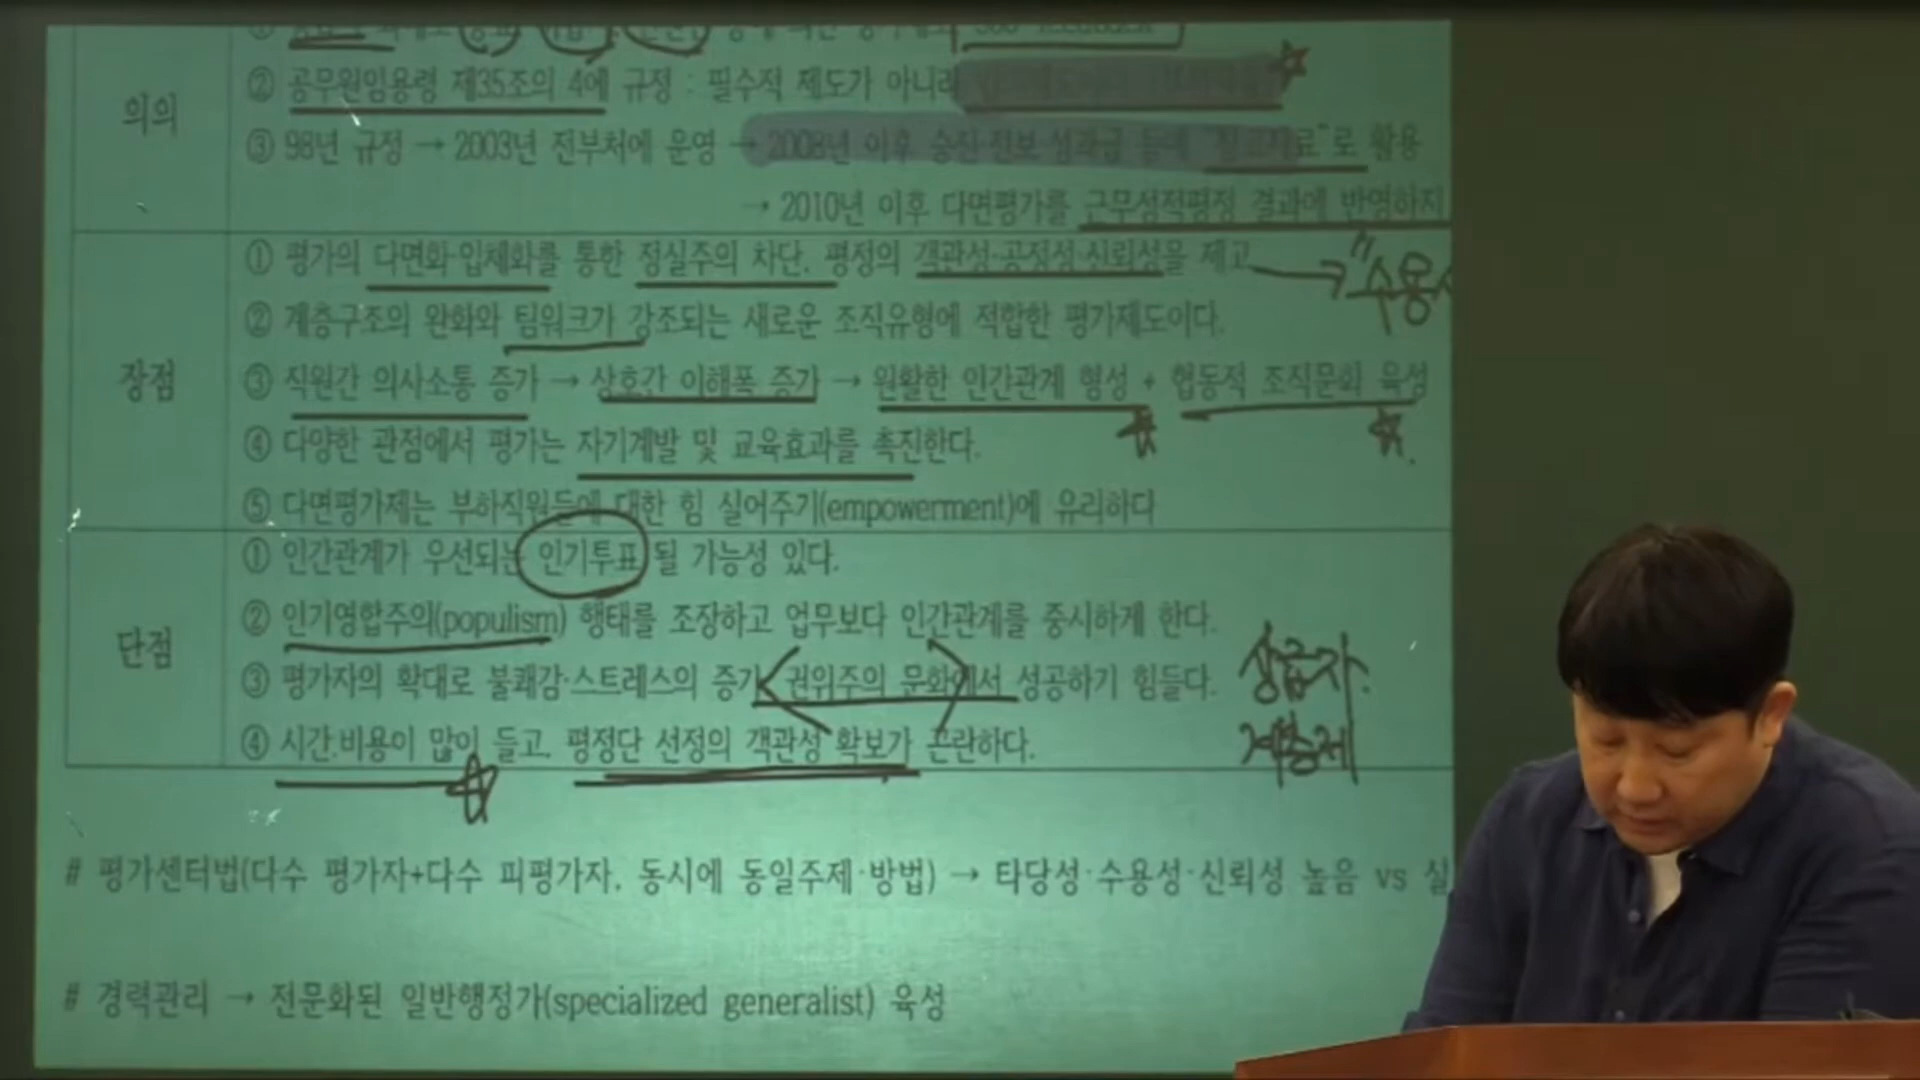 의의
② 공무원임용령 제35조의 4에 규정 : 필수적 제도가 아니라
③ 98년 규정 → 2003년 전부처에 운영 → 2008년 이후 승진·전보·성과급 등에 "참고자료"로 활용
→ 2010년 이후 다면평가를 근무성적평정 결과에 반영하지
장점
① 평가의 다면화·입체화를 통한 정실주의 차단, 평정의 객관성·공정성·신뢰성을 제고 → "수용
② 계층구조의 완화와 팀워크가 강조되는 새로운 조직유형에 적합한 평가제도이다.
③ 직원간 의사소통 증가 → 상호간 이해폭 증가 → 원활한 인간관계 형성 + 협동적 조직문화 육성
④ 다양한 관점에서 평가는 자기계발 및 교육효과를 촉진한다.
⑤ 다면평가제는 부하직원들에 대한 힘 실어주기(empowerment)에 유리하다
단점
① 인간관계가 우선되는 인기투표 될 가능성 있다.
② 인기영합주의(populism) 행태를 조장하고 업무보다 인간관계를 중시하게 한다.
③ 평가자의 확대로 불쾌감·스트레스의 증가 권위주의 문화에서 성공하기 힘들다.
상급자.
④ 시간·비용이 많이 들고, 평정단 선정의 객관성 확보가 곤란하다.
계층제
# 평가센터법(다수 평가자+다수 피평가자, 동시에 동일주제·방법) → 타당성·수용성·신뢰성 높음 vs 실
# 경력관리 → 전문화된 일반행정가(specialized generalist) 육성